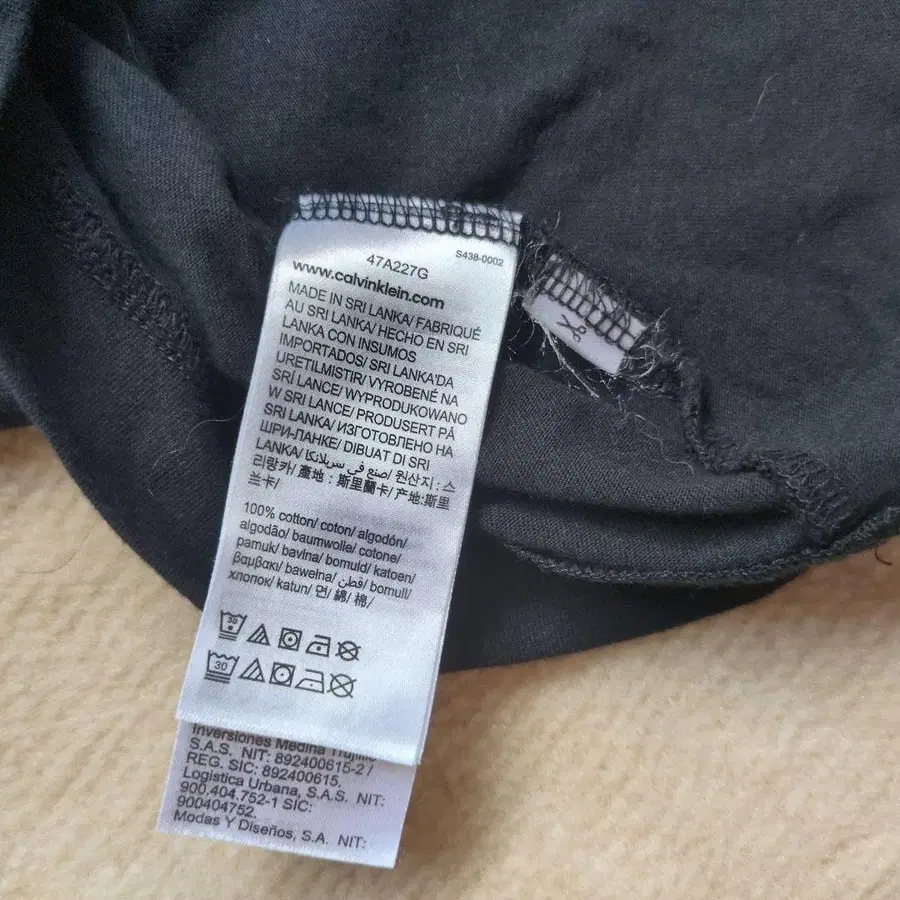 47A227G
S438-0002
www.calvinklein.com
MADE IN SRI LANKA/ FABRIQUÉ
AU SRI LANKA/ HECHO EN SRI
LANKA CON INSUMOS
IMPORTADOS/ SRI LANKA'DA
URETILMISTIR/ VYROBENÉ NA
SRÍ LANCE/ WYPRODUKOWANO
W SRI LANCE/ PRODUSERT PÅ
SRI LANKA/ ИЗГОТОВЛЕНО НА
ШРИ-ЛАНКЕ/ DIBUAT DI SRI
LANKA/ صنع في سريلانكا/ 원산지 : 스
리랑카/ 產地 : 斯里蘭卡/ 产地:斯里
兰卡/
100% cotton/ coton/ algodón/
algodão/ baumwolle/ cotone/
pamuk/ bavlna/ bomuld/ katoen/
βαμβακι/ bawełna/ قطن/ bomull/
хлопок/ katun/ 면/ 綿/ 棉/
30
30
Inversiones Medina Trujillo
S.A.S. NIT: 892400615-2 /
REG. SIC: 892400615,
Logistica Urbana, S.A.S. NIT:
900.404.752-1 SIC:
900404752.
Modas Y Diseños, S.A. NIT: